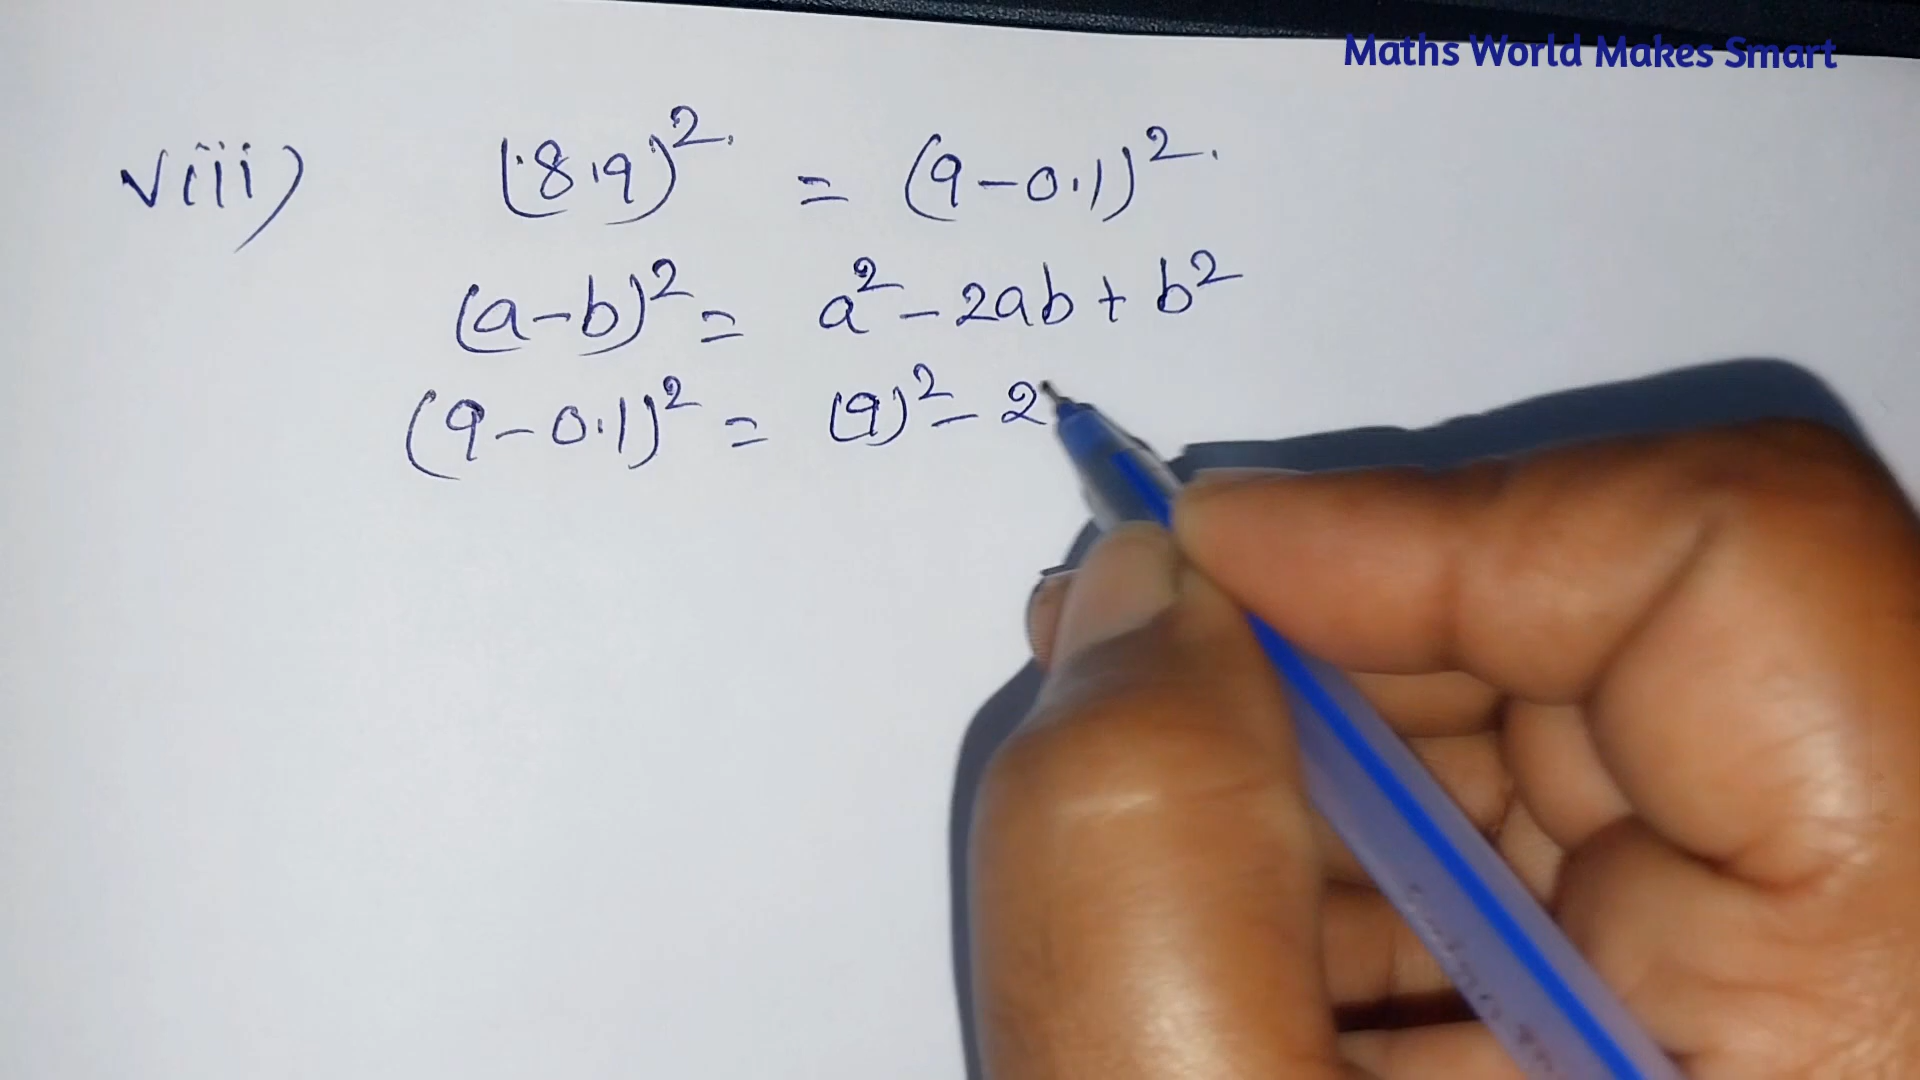 Maths World Makes Smart
viii) (8.9)² = (9-0.1)²
(a-b)² = a² - 2ab + b²
(9-0.1)² = (9)² - 2